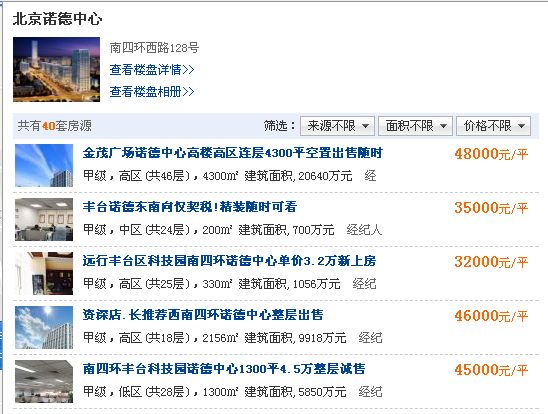 北京诺德中心
南四环西路128号
查看楼盘详情>>
查看楼盘相册>>
共有40套房源 筛选： 来源不限 面积不限 价格不限
金茂广场诺德中心高楼高区连层4300平空置出售随时 48000元/平
甲级，高区(共46层)，4300㎡ 建筑面积,20640万元 经
丰台诺德东南向仅契税!精装随时可看 35000元/平
甲级，中区(共24层)，200㎡ 建筑面积,700万元 经纪人
远行丰台区科技园南四环诺德中心单价3.2万新上房 32000元/平
甲级，高区(共25层)，330㎡ 建筑面积,1056万元 经纪
资深店.长推荐西南四环诺德中心整层出售 46000元/平
甲级，高区(共18层)，2156㎡ 建筑面积,9918万元 经纪
南四环丰台科技园诺德中心1300平4.5万整层诚售 45000元/平
甲级，低区(共28层)，1300㎡ 建筑面积,5850万元 经纪